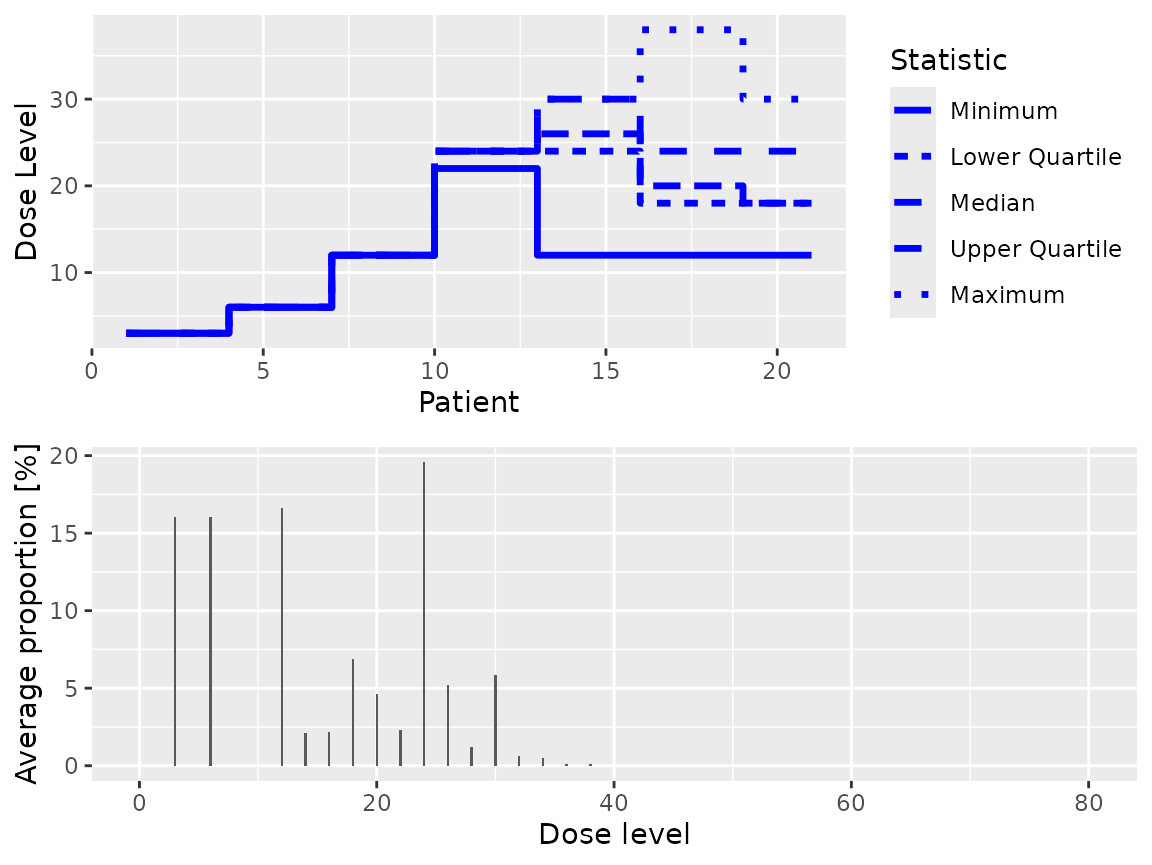 Dose Level
30
20
10
0
5
10
15
20
Patient
Statistic
Minimum
Lower Quartile
Median
Upper Quartile
Maximum
Average proportion [%]
20
15
10
5
0
0
20
40
60
80
Dose level